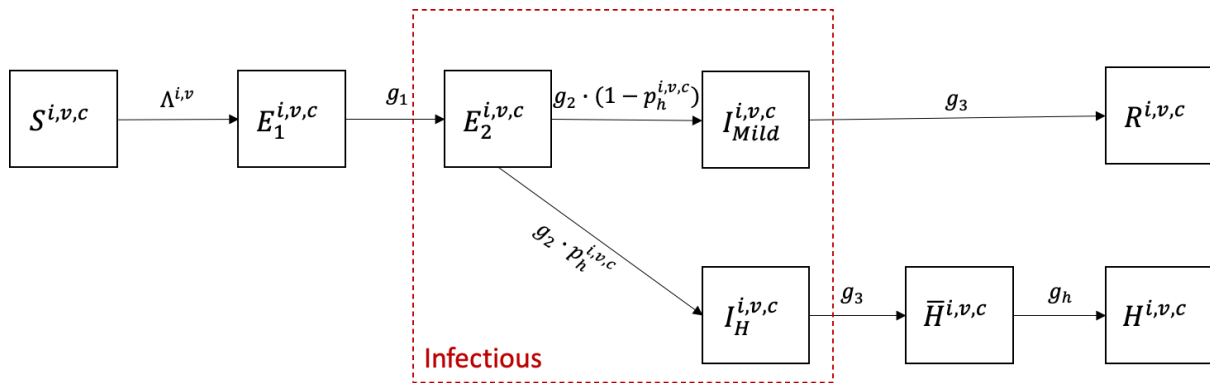 S^{i,v,c}
Λ^{i,v}
E_1^{i,v,c}
g_1
E_2^{i,v,c}
g_2 · (1 − p_h^{i,v,c})
I_{Mild}^{i,v,c}
g_3
R^{i,v,c}
g_2 · p_h^{i,v,c}
I_H^{i,v,c}
g_3
H̅^{i,v,c}
g_h
H^{i,v,c}
Infectious